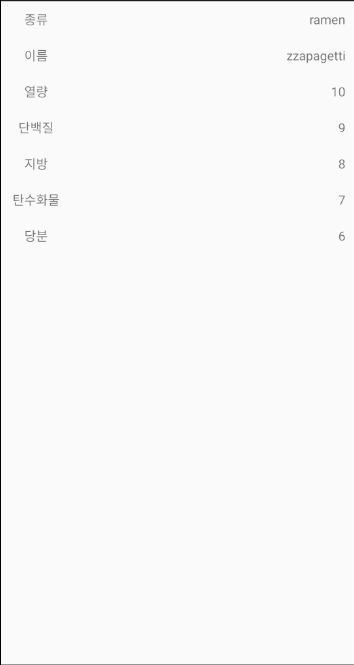 종류 ramen
이름 zzapagetti
열량 10
단백질 9
지방 8
탄수화물 7
당분 6